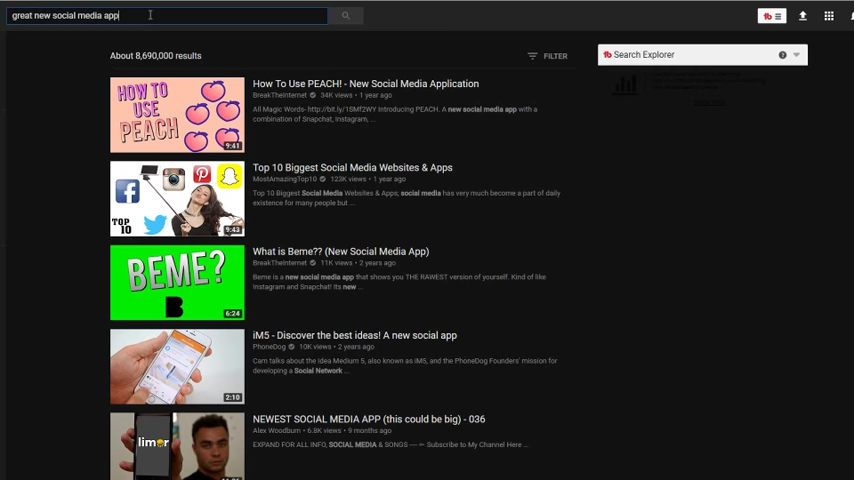 great new social media app
About 8,690,000 results
FILTER
tb Search Explorer
HOW TO
USE
PEACH
9:41
How To Use PEACH! - New Social Media Application
BreakTheInternet 34K views • 1 year ago
All Magic Words- http://bit.ly/1SMf2WY Introducing PEACH. A new social media app with a
combination of Snapchat, Instagram, ...
TOP
10
9:43
Top 10 Biggest Social Media Websites & Apps
MostAmazingTop10 123K views • 1 year ago
Top 10 Biggest Social Media Websites & Apps; social media has very much become a part of daily
existence for many people but ...
BEME?
6:24
What is Beme?? (New Social Media App)
BreakTheInternet 11K views • 2 years ago
Beme is a new social media app that shows you THE RAWEST version of yourself. Kind of like
Instagram and Snapchat! Its new ...
2:10
iM5 - Discover the best ideas! A new social app
PhoneDog 10K views • 2 years ago
Cam talks about the idea Medium 5, also known as iM5, and the PhoneDog Founders' mission for
developing a Social Network ...
limor
NEWEST SOCIAL MEDIA APP (this could be big) - 036
Alex Woodburn • 6.8K views • 9 months ago
EXPAND FOR ALL INFO, SOCIAL MEDIA & SONGS ---- ✂ Subscribe to My Channel Here ...